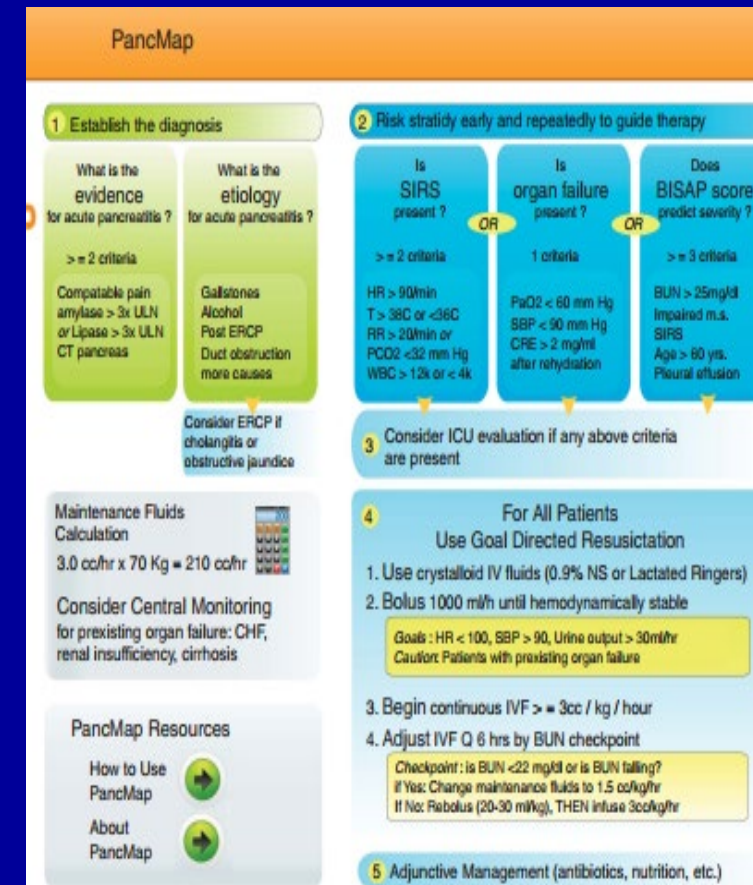 PancMap
1 Establish the diagnosis
What is the
evidence
for acute pancreatitis ?
> = 2 criteria
Compatable pain
amylase > 3x ULN
or Lipase > 3x ULN
CT pancreas
What is the
etiology
for acute pancreatitis ?
Gallstones
Alcohol
Post ERCP
Duct obstruction
more causes
Consider ERCP if
cholangitis or
obstructive jaundice
2 Risk stratidy early and repeatedly to guide therapy
Is
SIRS
present ?
> = 2 criteria
HR > 90/min
T > 38C or <36C
RR > 20/min or
PCO2 <32 mm Hg
WBC > 12k or < 4k
OR
Is
organ failure
present ?
1 criteria
PaO2 < 60 mm Hg
SBP < 90 mm Hg
CRE > 2 mg/ml
after rehydration
OR
Does
BISAP score
predict severity ?
> = 3 criteria
BUN > 25mg/dl
Impaired m.s.
SIRS
Age > 60 yrs.
Pleural effusion
3 Consider ICU evaluation if any above criteria
are present
Maintenance Fluids
Calculation
3.0 cc/hr x 70 Kg = 210 cc/hr
Consider Central Monitoring
for prexisting organ failure: CHF,
renal insufficiency, cirrhosis
PancMap Resources
How to Use
PancMap
About
PancMap
4 For All Patients
Use Goal Directed Resusictation
1. Use crystalloid IV fluids (0.9% NS or Lactated Ringers)
2. Bolus 1000 ml/h until hemodynamically stable
Goals : HR < 100, SBP > 90, Urine output > 30ml/hr
Caution: Patients with prexisting organ failure
3. Begin continuous IVF > = 3cc / kg / hour
4. Adjust IVF Q 6 hrs by BUN checkpoint
Checkpoint : is BUN <22 mg/dl or is BUN falling?
if Yes: Change maintenance fluids to 1.5 cc/kg/hr
If No: Rebolus (20-30 ml/kg), THEN infuse 3cc/kg/hr
5 Adjunctive Management (antibiotics, nutrition, etc.)